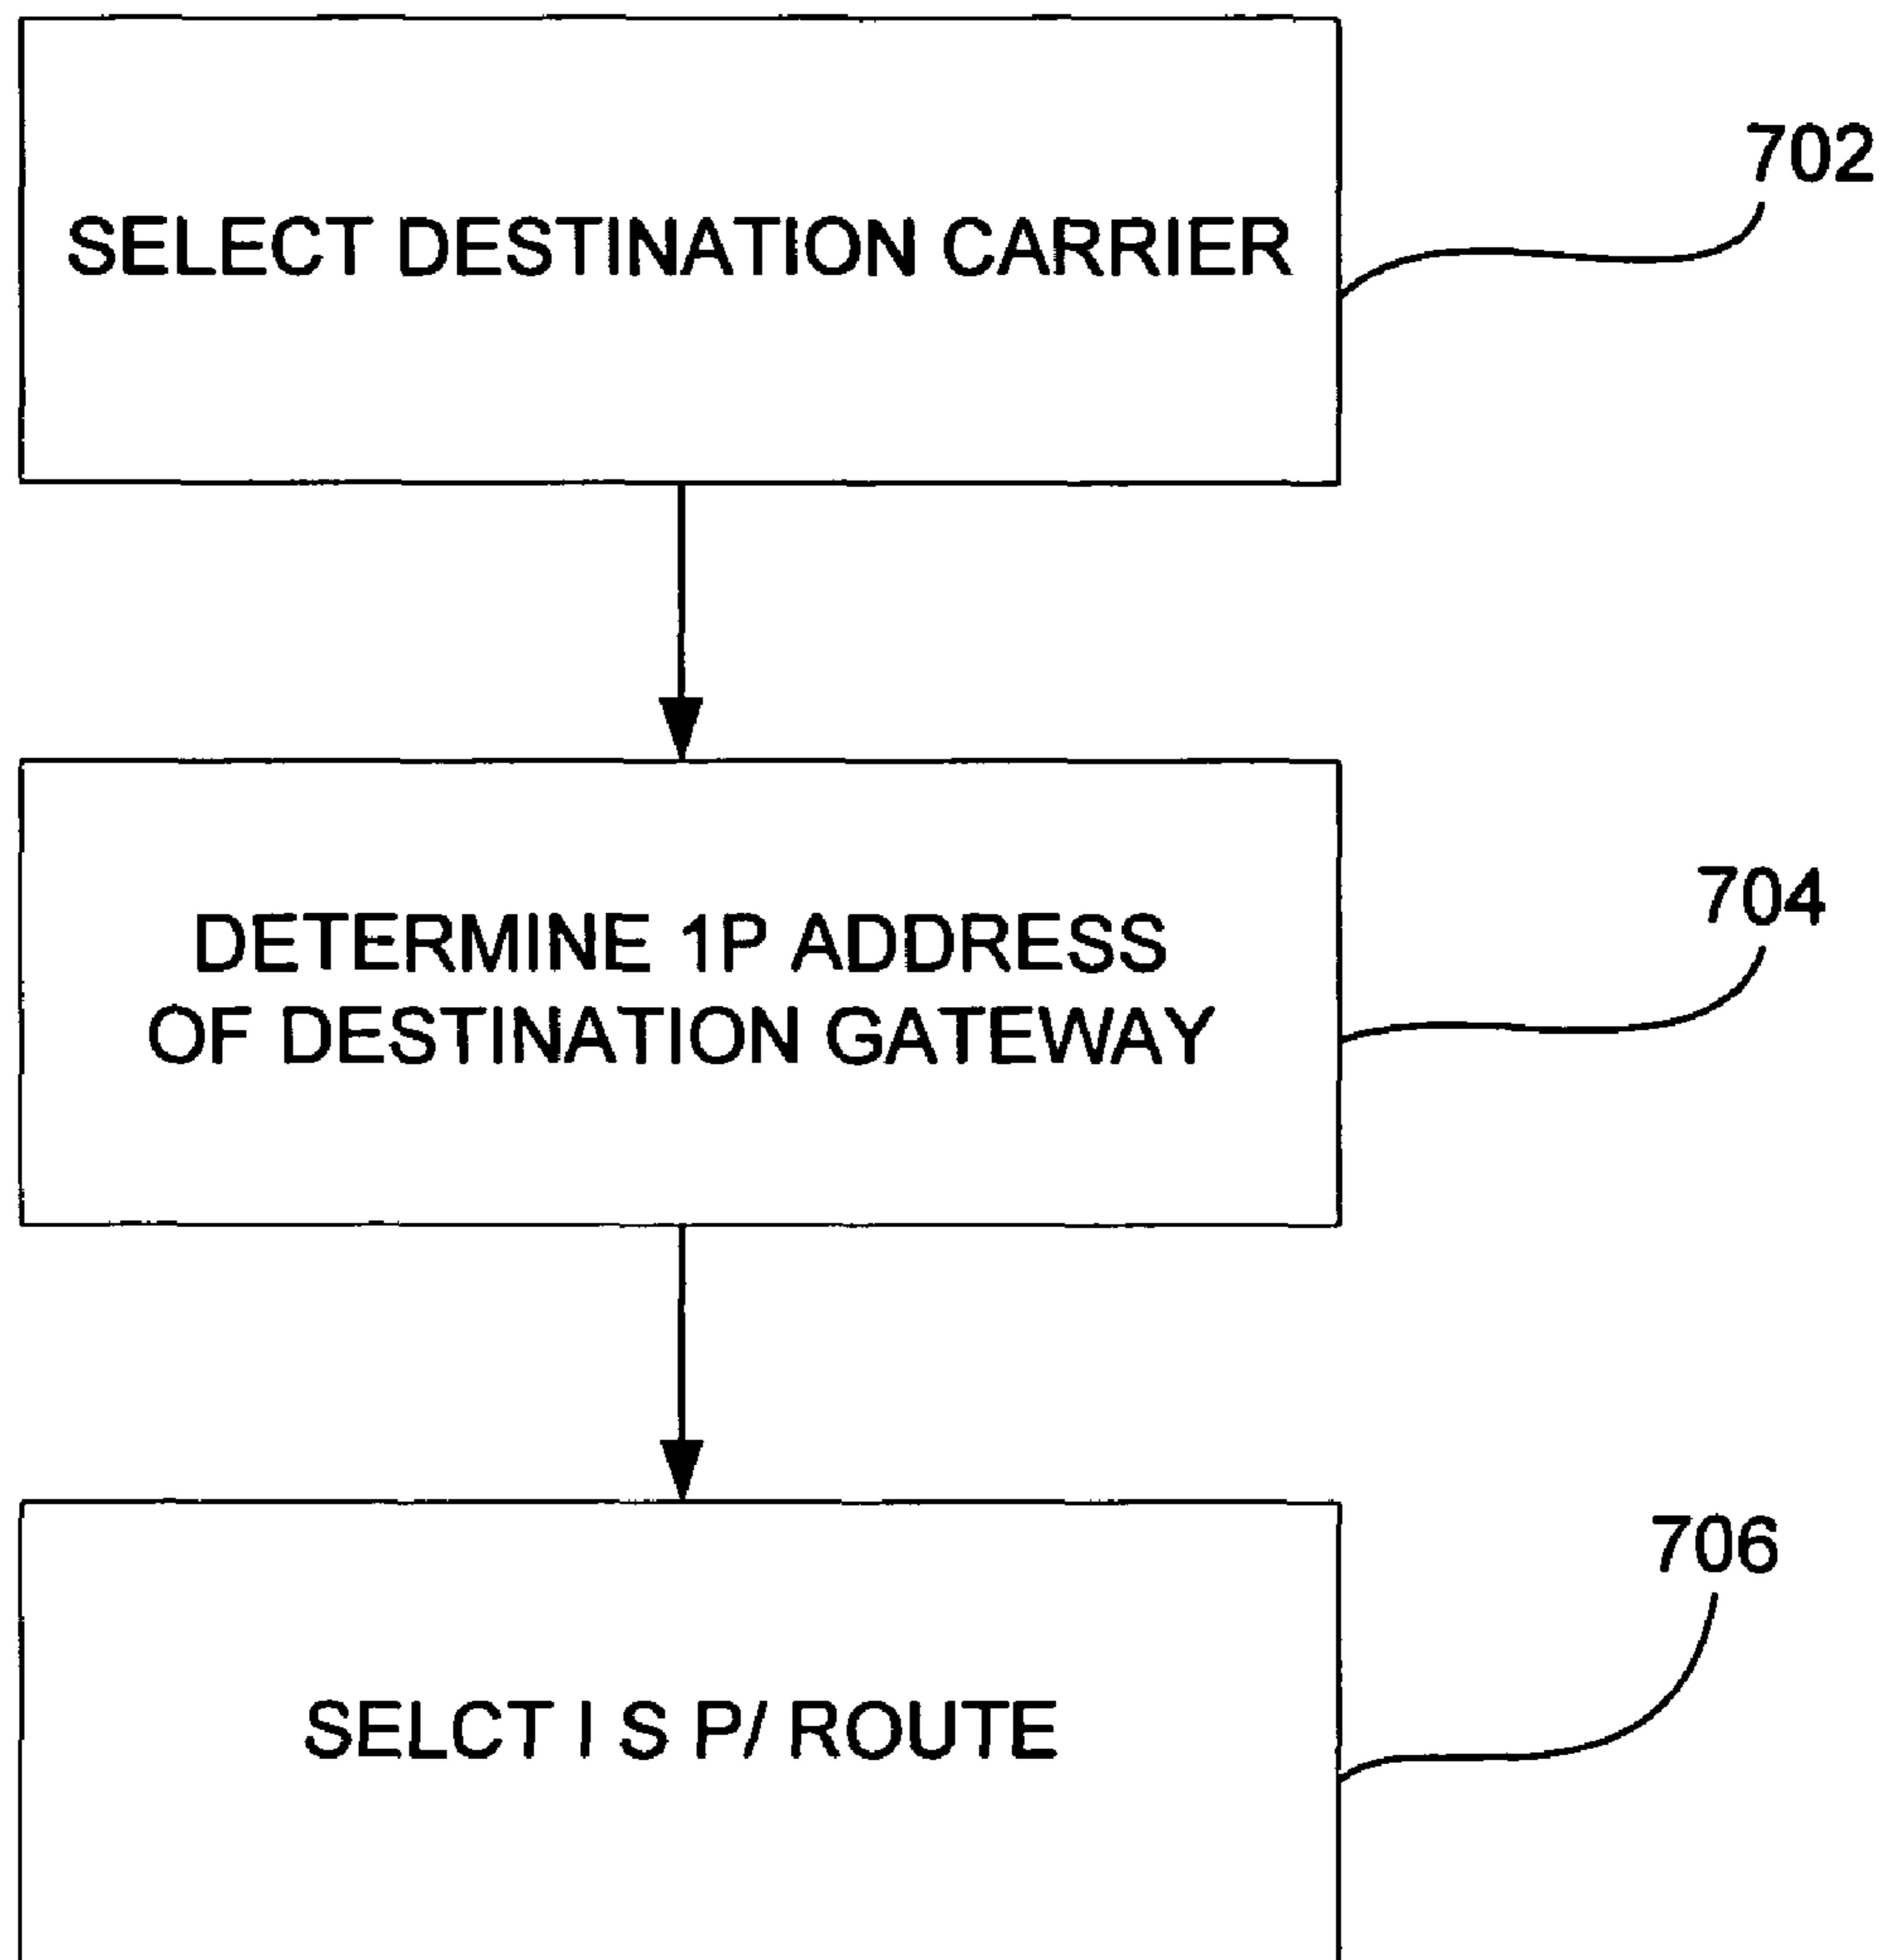 702
SELECT DESTINATION CARRIER
704
DETERMINE 1P ADDRESS
OF DESTINATION GATEWAY
706
SELCT I S P/ ROUTE